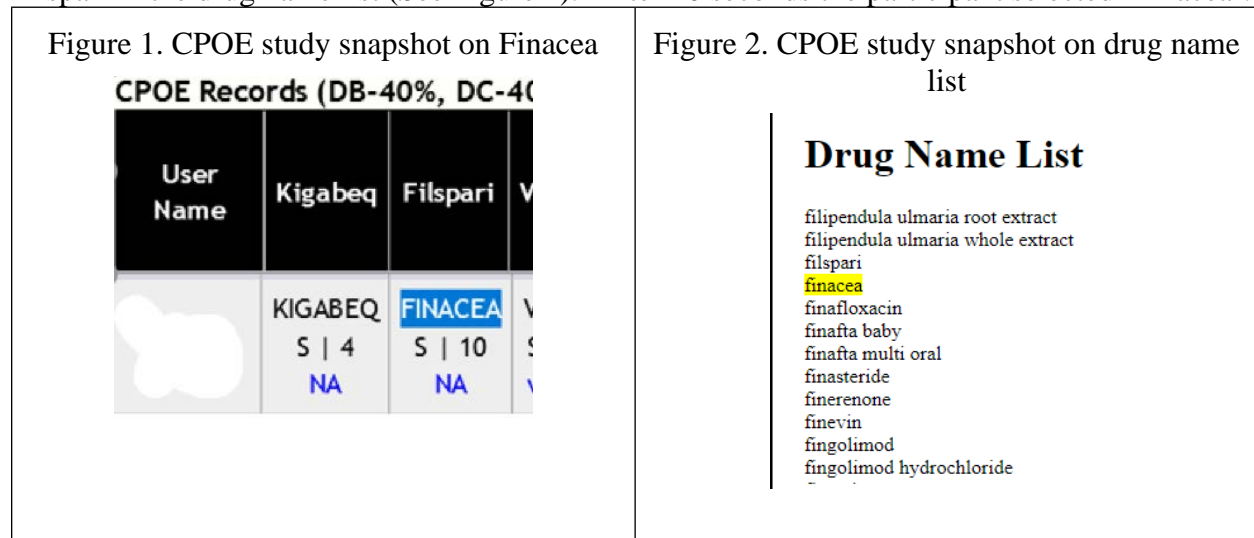 Figure 1. CPOE study snapshot on Finacea
CPOE Records (DB-40%, DC-40
User
Name
Kigabeq
Filspari
KIGABEQ
S | 4
NA
FINACEA
S | 10
NA
Figure 2. CPOE study snapshot on drug name
list
Drug Name List
filipendula ulmaria root extract
filipendula ulmaria whole extract
filspari
finacea
finafloxacin
finafta baby
finafta multi oral
finasteride
finerenone
finevin
fingolimod
fingolimod hydrochloride